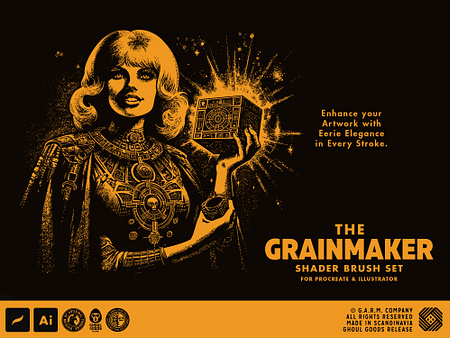 Enhance your
Artwork with
Eerie Elegance
in Every Stroke.
THE
GRAINMAKER
SHADER BRUSH SET
FOR PROCREATE & ILLUSTRATOR
Ai
© G.A.R.M. COMPANY
ALL RIGHTS RESERVED
MADE IN SCANDINAVIA
GHOUL GOODS RELEASE